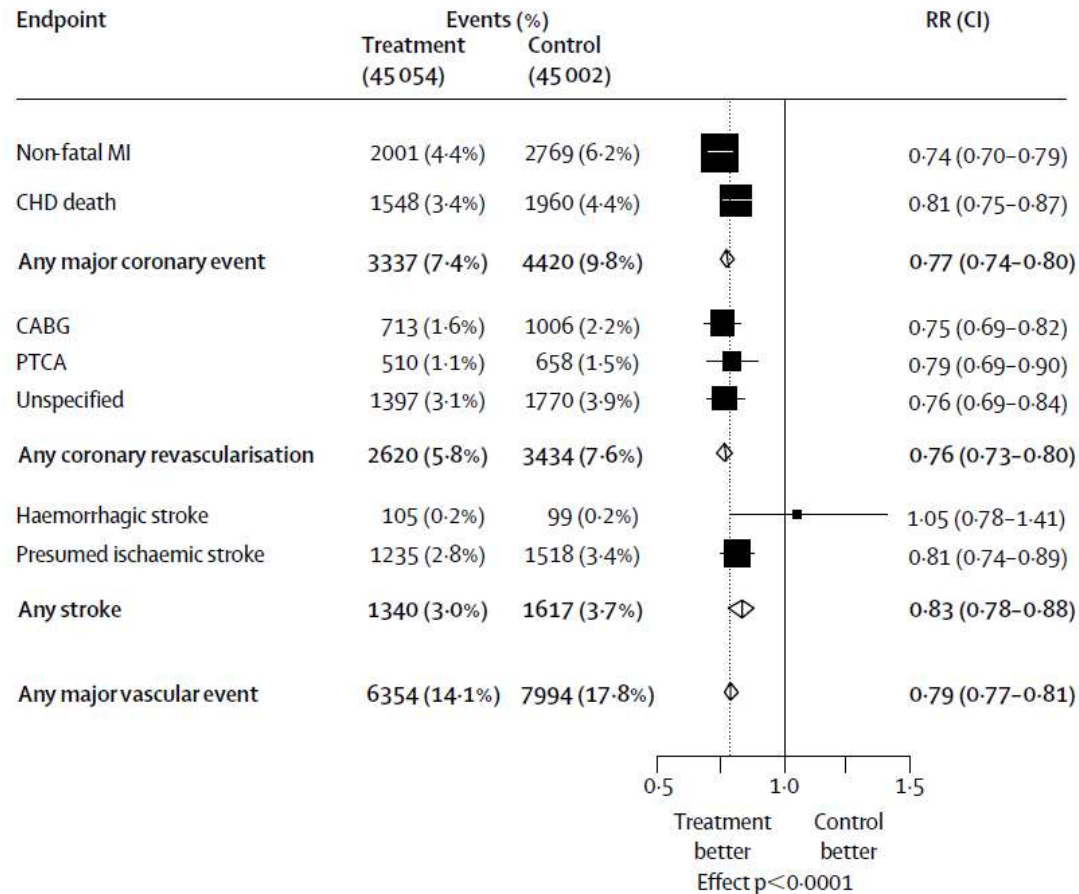 Endpoint Events (%) RR (CI)
Treatment Control
(45 054) (45 002)
Non-fatal MI 2001 (4·4%) 2769 (6·2%) 0·74 (0·70–0·79)
CHD death 1548 (3·4%) 1960 (4·4%) 0·81 (0·75–0·87)
Any major coronary event 3337 (7·4%) 4420 (9·8%) 0·77 (0·74–0·80)
CABG 713 (1·6%) 1006 (2·2%) 0·75 (0·69–0·82)
PTCA 510 (1·1%) 658 (1·5%) 0·79 (0·69–0·90)
Unspecified 1397 (3·1%) 1770 (3·9%) 0·76 (0·69–0·84)
Any coronary revascularisation 2620 (5·8%) 3434 (7·6%) 0·76 (0·73–0·80)
Haemorrhagic stroke 105 (0·2%) 99 (0·2%) 1·05 (0·78–1·41)
Presumed ischaemic stroke 1235 (2·8%) 1518 (3·4%) 0·81 (0·74–0·89)
Any stroke 1340 (3·0%) 1617 (3·7%) 0·83 (0·78–0·88)
Any major vascular event 6354 (14·1%) 7994 (17·8%) 0·79 (0·77–0·81)
0·5 1·0 1·5
Treatment Control
better better
Effect p<0·0001